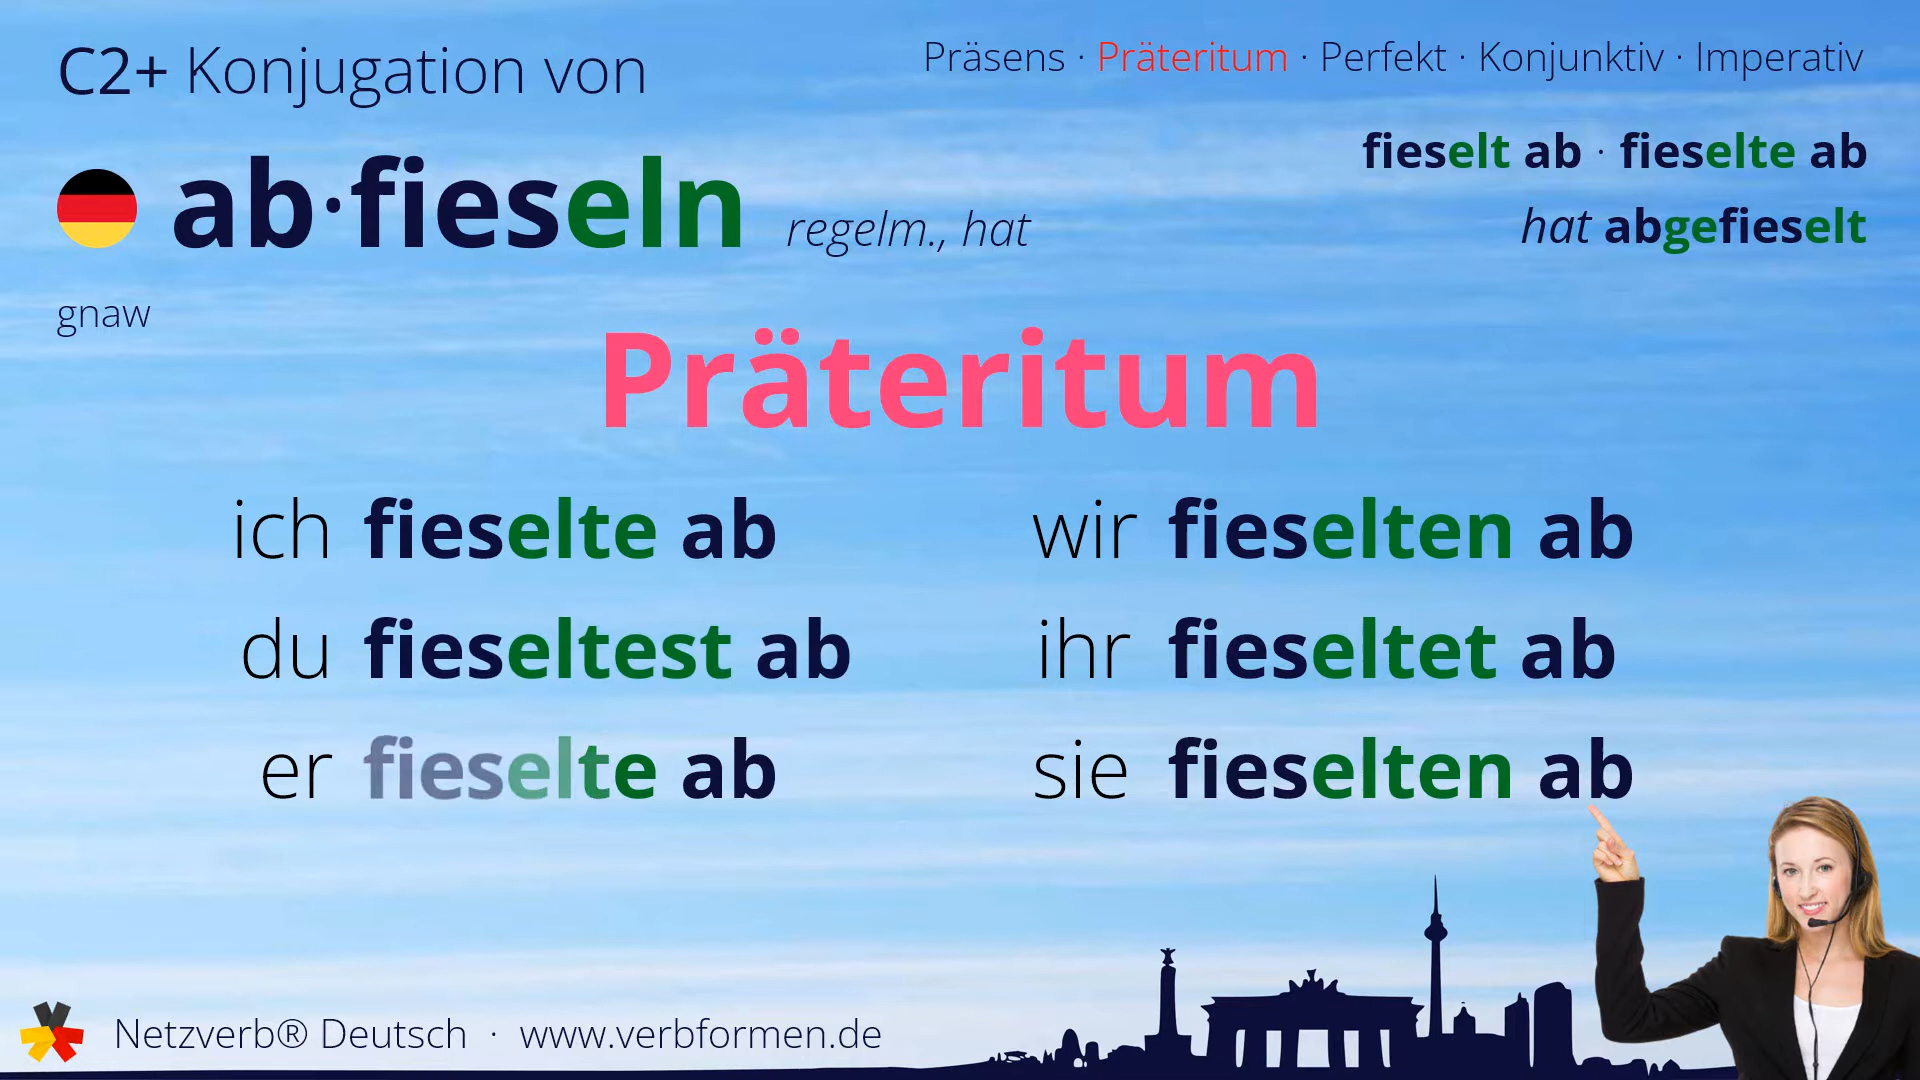 C2+ Konjugation von
Präsens · Präteritum · Perfekt · Konjunktiv · Imperativ
ab·fieseln regelm., hat
fieselt ab · fieselte ab
hat abgefieselt
gnaw
Präteritum
ich fieselte ab
du fieseltest ab
er fieselte ab
wir fieselten ab
ihr fieseltet ab
sie fieselten ab
Netzverb® Deutsch · www.verbformen.de